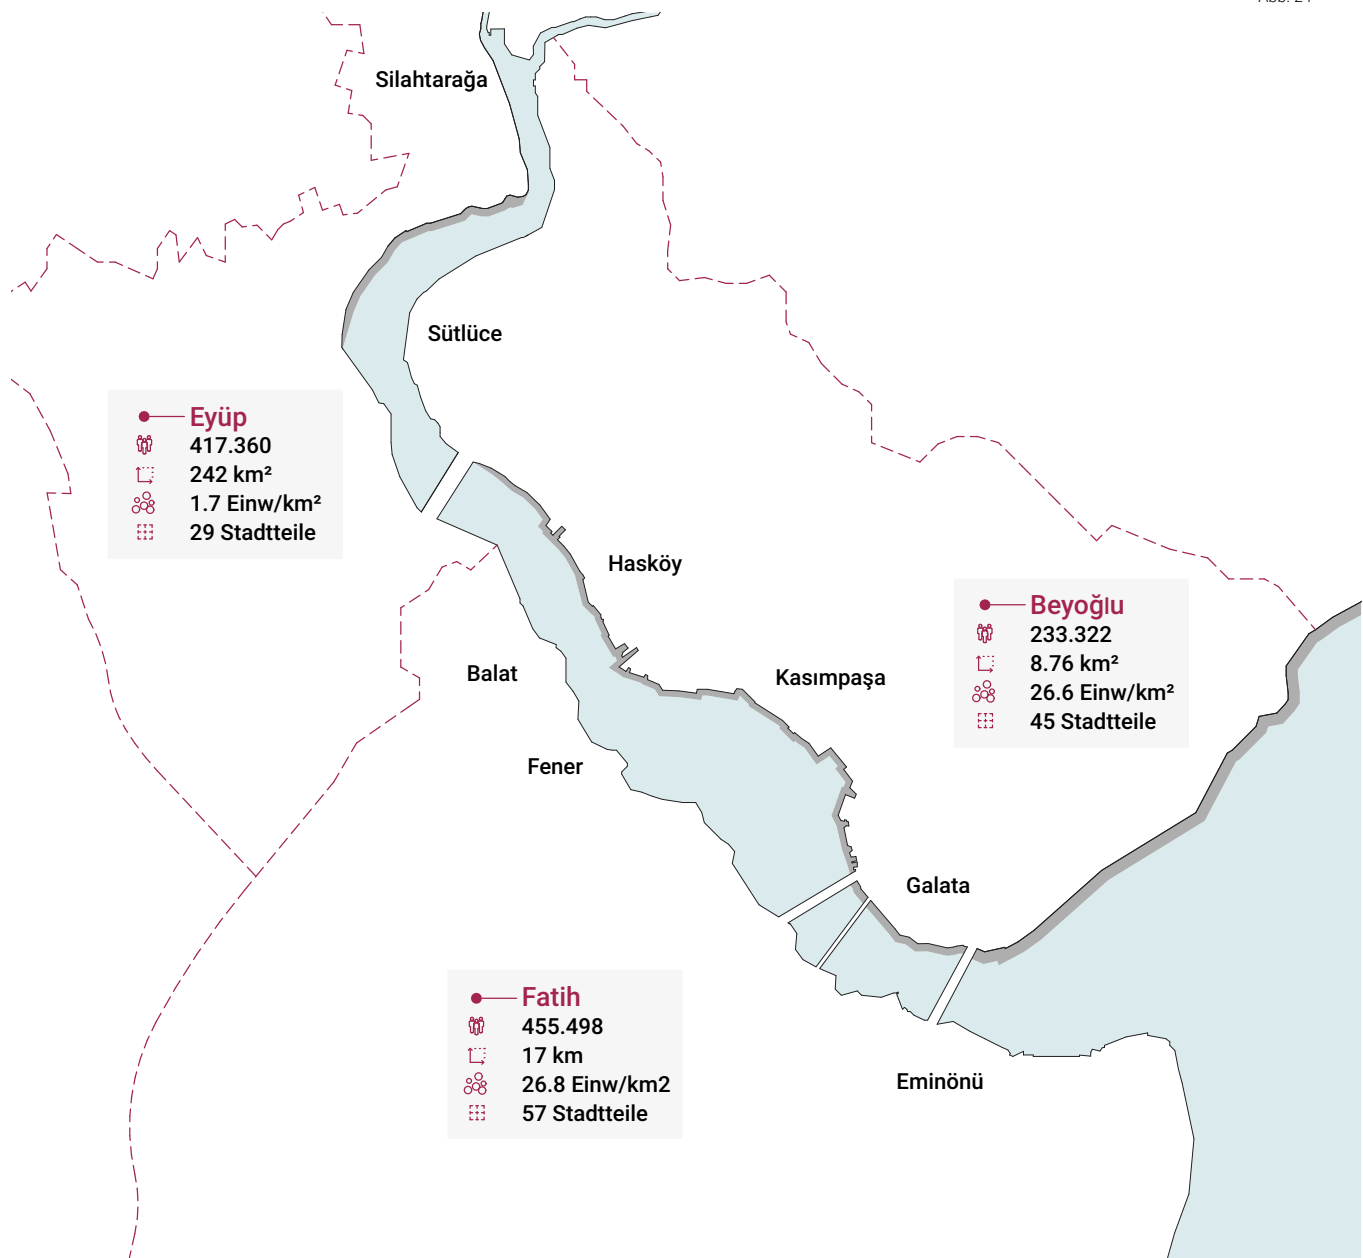 Abb. 24
Silahtarağa
Sütlüce
Eyüp
417.360
242 km²
1.7 Einw/km²
29 Stadtteile
Hasköy
Beyoğlu
233.322
8.76 km²
26.6 Einw/km²
45 Stadtteile
Balat
Kasımpaşa
Fener
Galata
Fatih
455.498
17 km
26.8 Einw/km2
57 Stadtteile
Eminönü